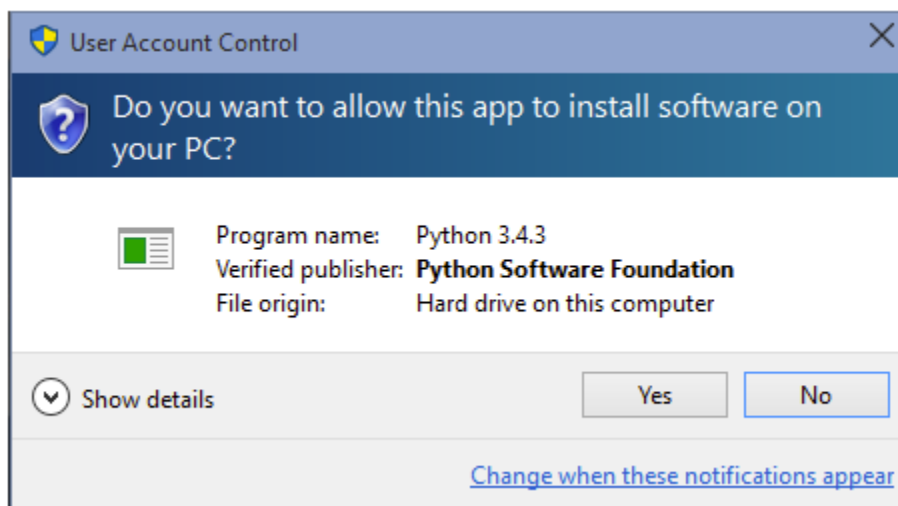 User Account Control
Do you want to allow this app to install software on
your PC?
Program name: Python 3.4.3
Verified publisher: Python Software Foundation
File origin: Hard drive on this computer
Show details Yes No
Change when these notifications appear